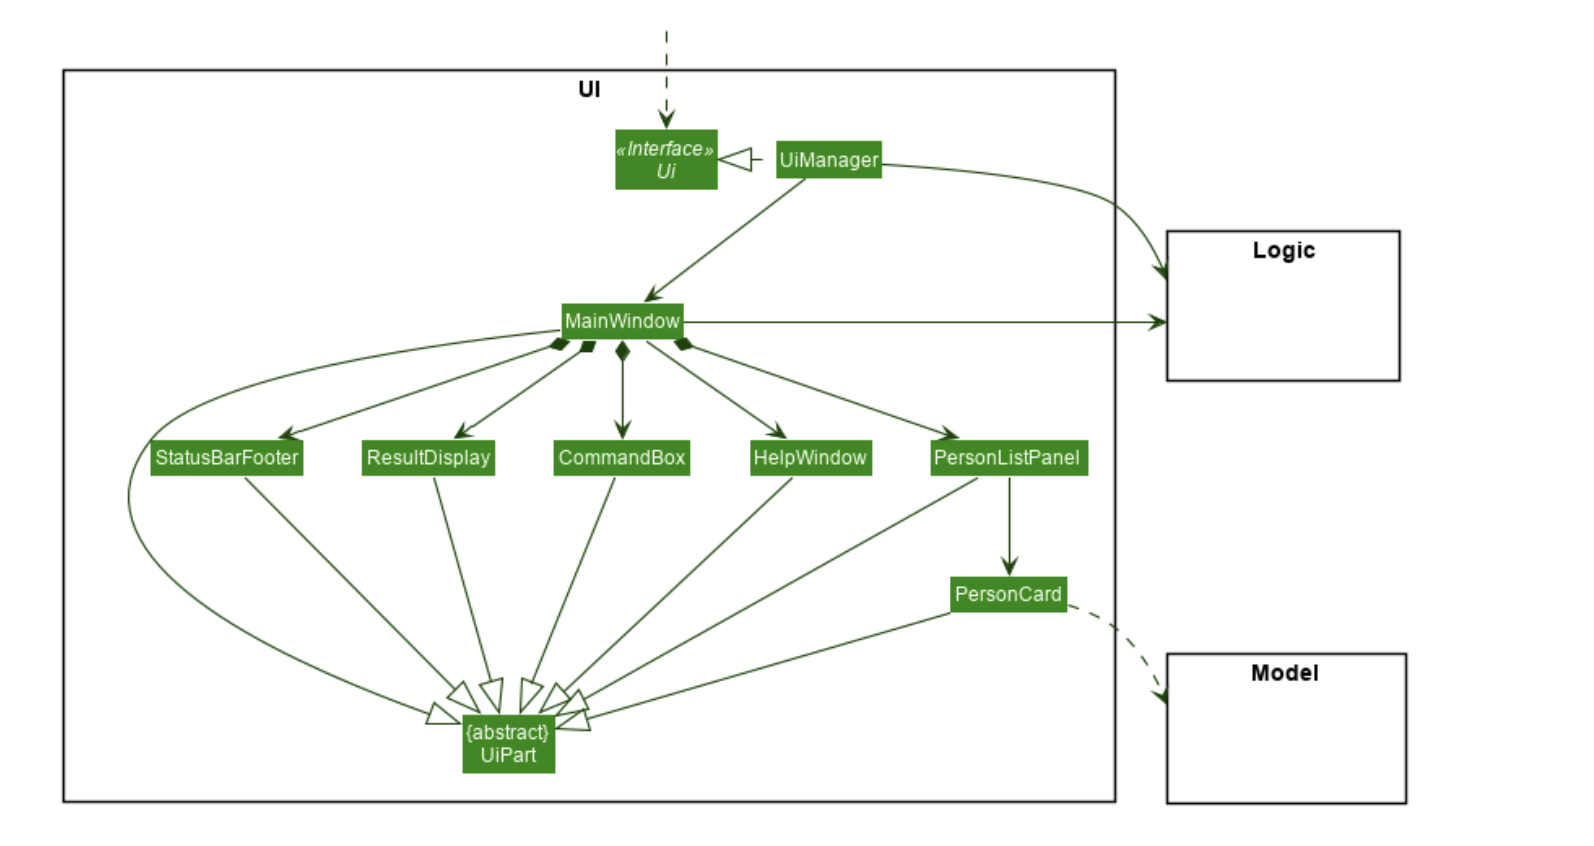 UI
«Interface»
Ui
UiManager
Logic
MainWindow
StatusBarFooter
ResultDisplay
CommandBox
HelpWindow
PersonListPanel
PersonCard
Model
{abstract}
UiPart